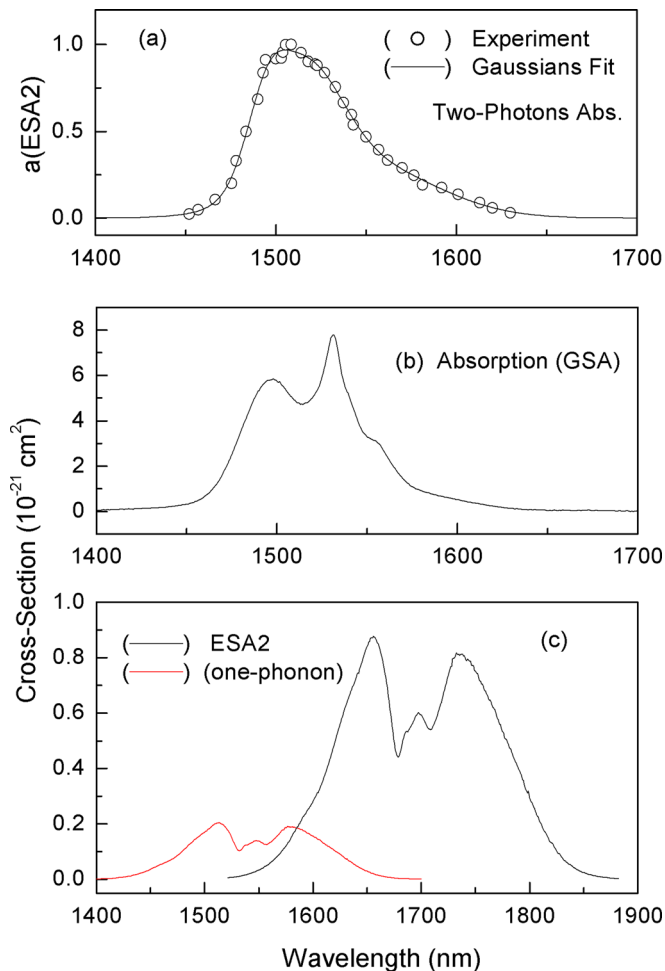 (a)
( ○ ) Experiment
(——) Gaussians Fit
Two-Photons Abs.
a(ESA2)
1.0
0.5
0.0
1400 1500 1600 1700
(b) Absorption (GSA)
8
6
4
2
0
1400 1500 1600 1700
Cross-Section (10⁻²¹ cm²)
(——) ESA2
(——) (one-phonon)
(c)
1.0
0.8
0.6
0.4
0.2
0.0
1400 1500 1600 1700 1800 1900
Wavelength (nm)